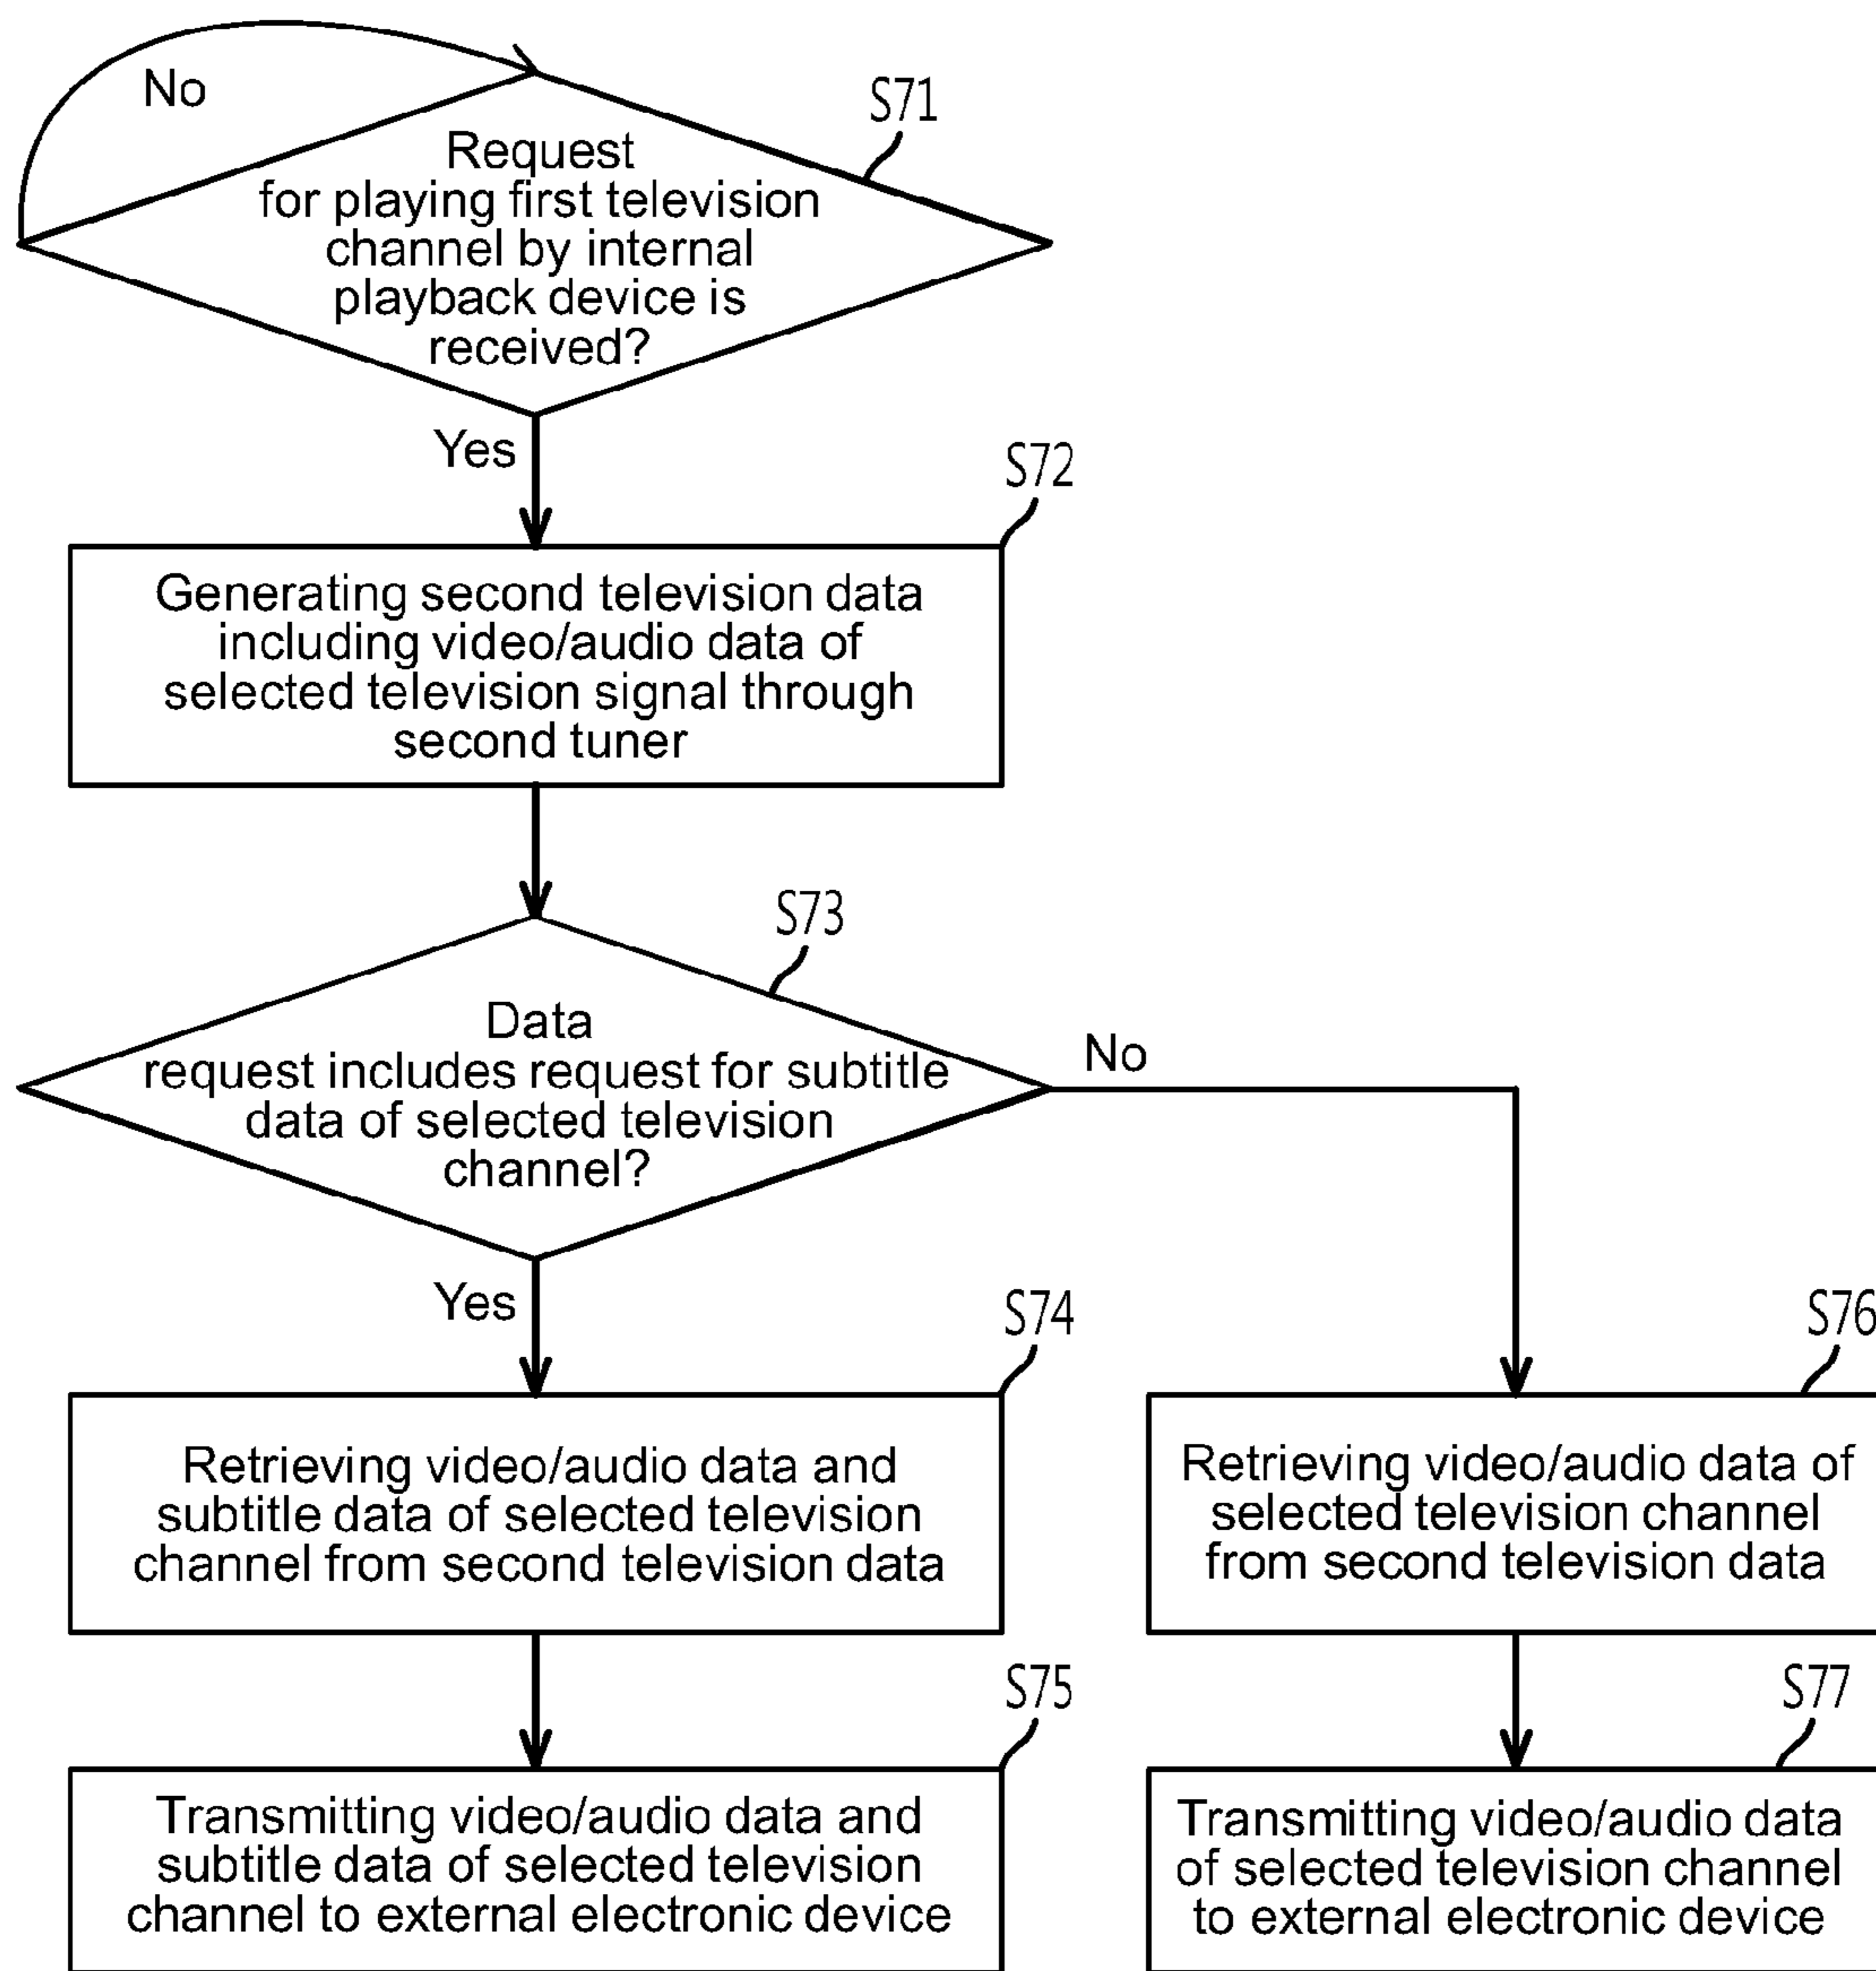 No
S71
Request
for playing first television
channel by internal
playback device is
received?
Yes
S72
Generating second television data
including video/audio data of
selected television signal through
second tuner
S73
Data
request includes request for subtitle
data of selected television
channel?
No
Yes
S74
Retrieving video/audio data and
subtitle data of selected television
channel from second television data
S76
Retrieving video/audio data of
selected television channel
from second television data
S75
Transmitting video/audio data and
subtitle data of selected television
channel to external electronic device
S77
Transmitting video/audio data
of selected television channel
to external electronic device